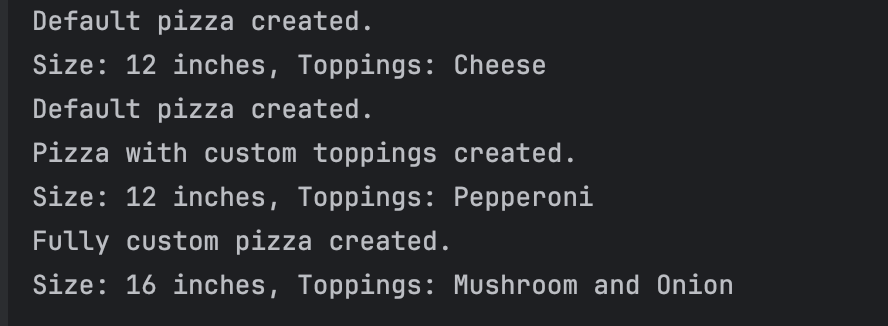 Default pizza created.
Size: 12 inches, Toppings: Cheese
Default pizza created.
Pizza with custom toppings created.
Size: 12 inches, Toppings: Pepperoni
Fully custom pizza created.
Size: 16 inches, Toppings: Mushroom and Onion